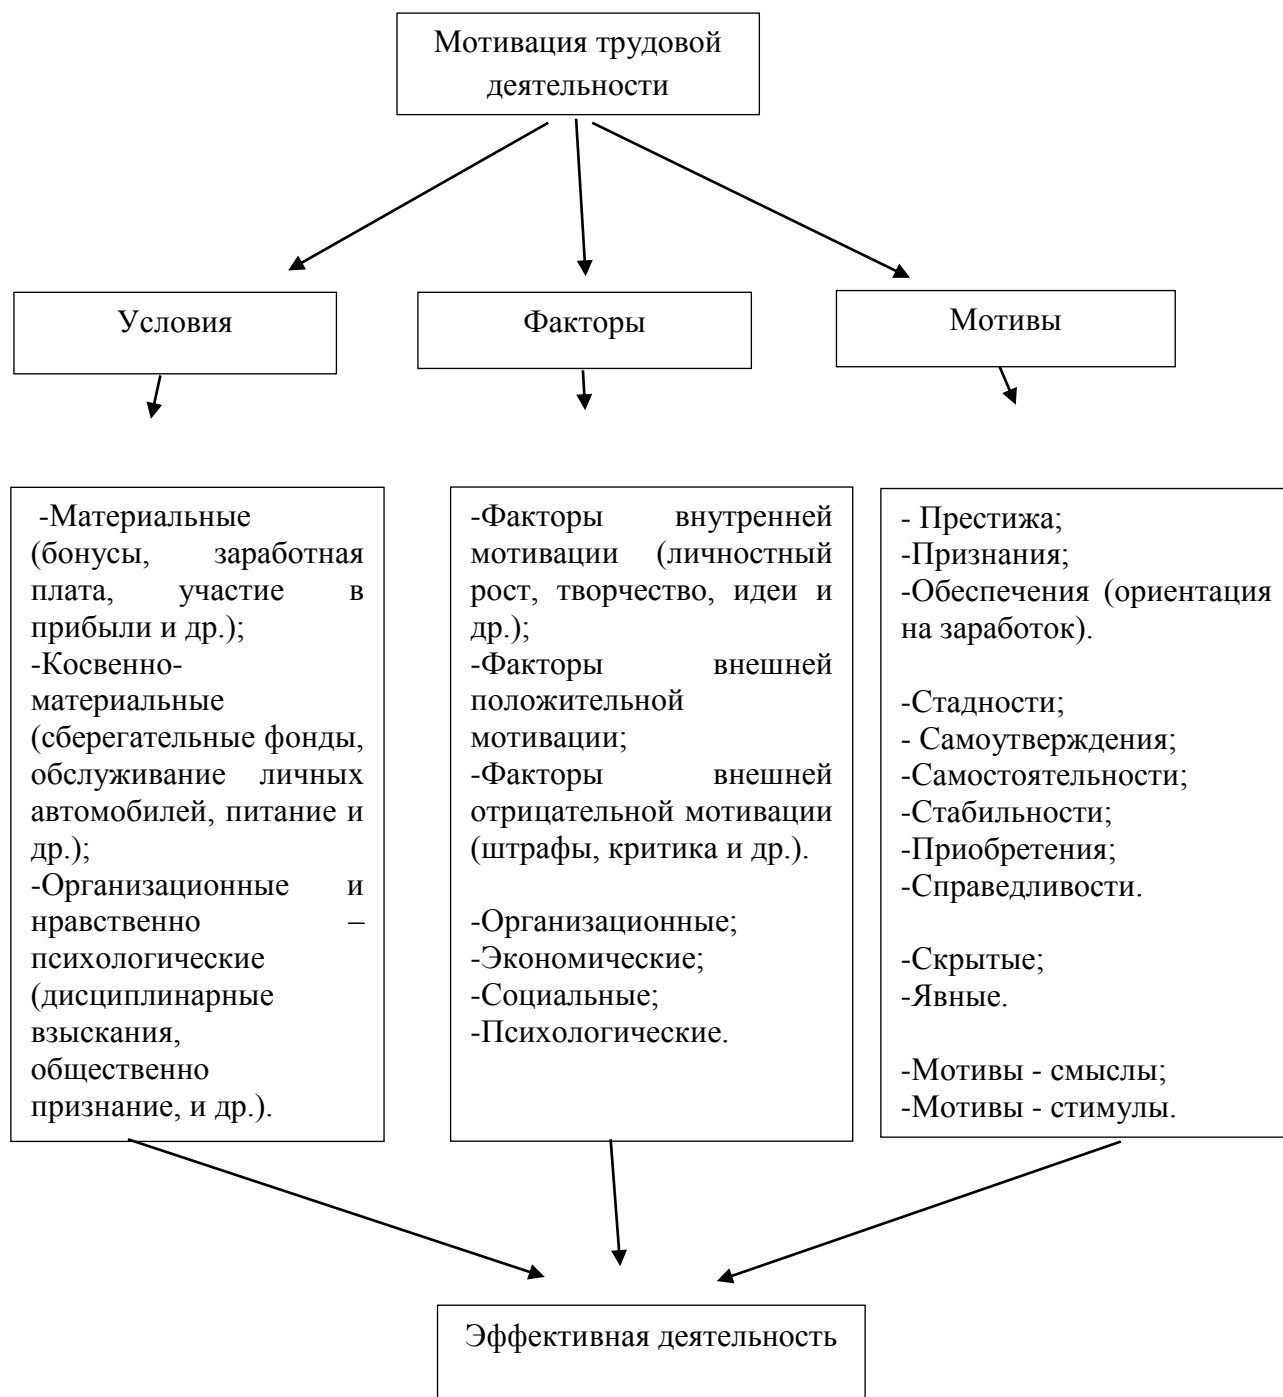 Мотивация трудовой
деятельности
Условия
Факторы
Мотивы
-Материальные
(бонусы, заработная
плата, участие в
прибыли и др.);
-Косвенно-
материальные
(сберегательные фонды,
обслуживание личных
автомобилей, питание и
др.);
-Организационные и
нравственно –
психологические
(дисциплинарные
взыскания,
общественно
признание, и др.).
-Факторы внутренней
мотивации (личностный
рост, творчество, идеи и
др.);
-Факторы внешней
положительной
мотивации;
-Факторы внешней
отрицательной мотивации
(штрафы, критика и др.).
-Организационные;
-Экономические;
-Социальные;
-Психологические.
- Престижа;
-Признания;
-Обеспечения (ориентация
на заработок).
-Стадности;
- Самоутверждения;
-Самостоятельности;
-Стабильности;
-Приобретения;
-Справедливости.
-Скрытые;
-Явные.
-Мотивы - смыслы;
-Мотивы - стимулы.
Эффективная деятельность